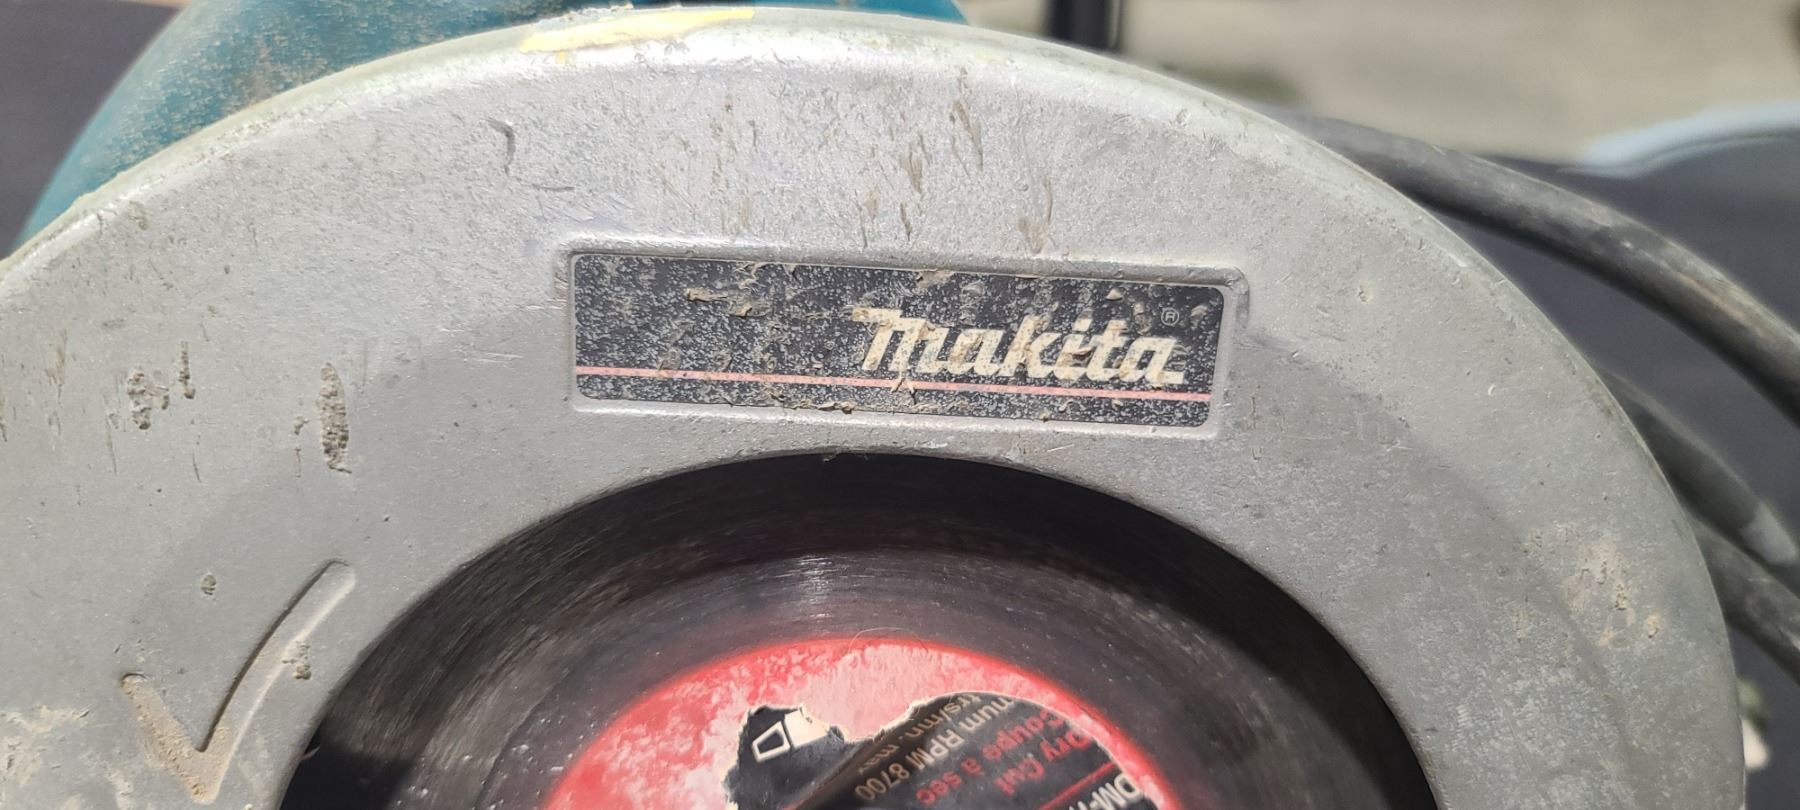 makita®
Dry Cut
Coupe à sec
num RPM 8700